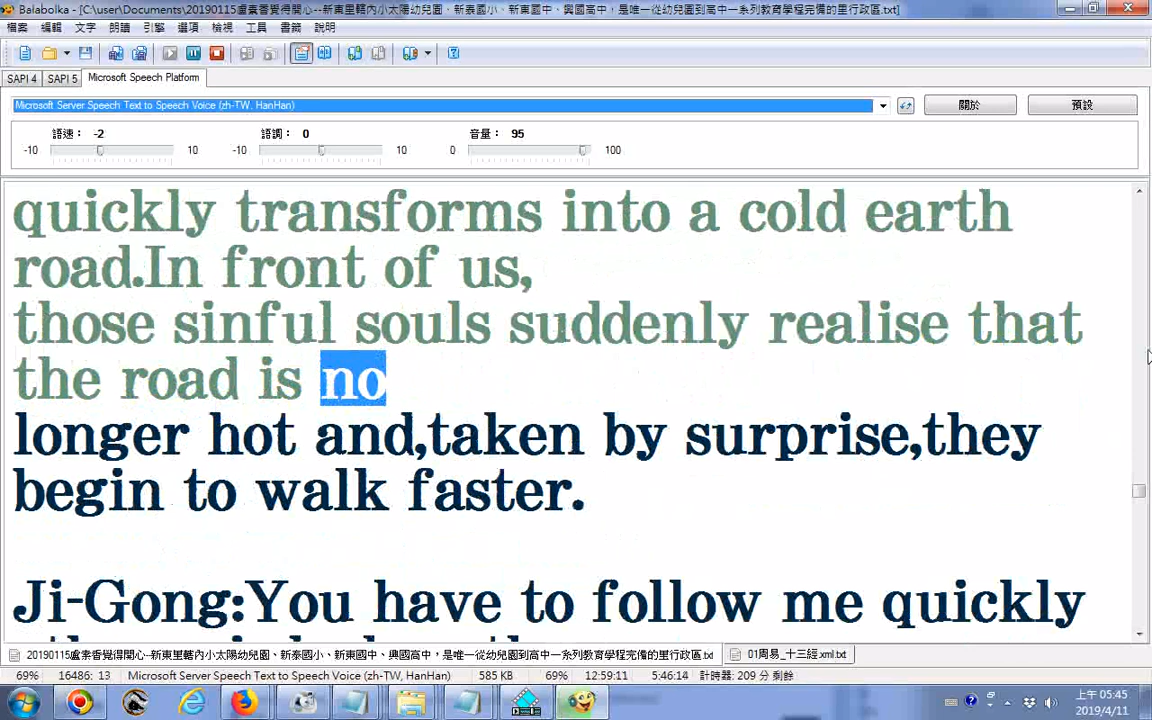 Balabolka - [C:\user\Documents\20190115盧素香覺得開心--新東里轄內小太陽幼兒園、新泰國小、新東國中、興國高中，是唯一從幼兒園到高中一系列教育學程完備的里行政區.txt]
檔案 編輯 文字 朗讀 引擎 選項 檢視 工具 書籤 說明
SAPI 4 SAPI 5 Microsoft Speech Platform
Microsoft Server Speech Text to Speech Voice (zh-TW, HanHan)
關於 預設
語速： -2 語調： 0 音量： 95
-10 10 -10 10 0 100
quickly transforms into a cold earth
road.In front of us,
those sinful souls suddenly realise that
the road is no
longer hot and,taken by surprise,they
begin to walk faster.
Ji-Gong:You have to follow me quickly
20190115盧素香覺得開心--新東里轄內小太陽幼兒園、新泰國小、新東國中、興國高中，是唯一從幼兒園到高中一系列教育學程完備的里行政區.txt 01周易_十三經.xml.txt
69% 16486: 13 Microsoft Server Speech Text to Speech Voice (zh-TW, HanHan) 585 KB 69% 12:59:11 5:46:14 計時器: 209 分 剩餘
上午 05:45
2019/4/11